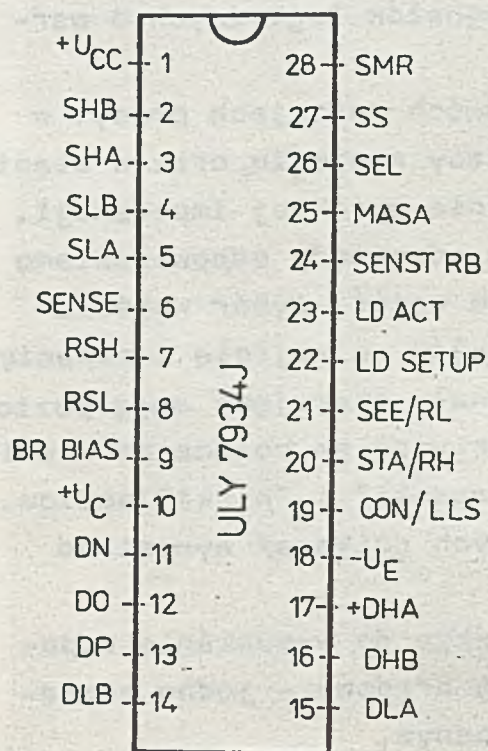 +UCC 1
SHB 2
SHA 3
SLB 4
SLA 5
SENSE 6
RSH 7
RSL 8
BR BIAS 9
+UC 10
DN 11
DO 12
DP 13
DLB 14
ULY 7934J
28 SMR
27 SS
26 SEL
25 MASA
24 SENST RB
23 LD ACT
22 LD SETUP
21 SEE/RL
20 STA/RH
19 CON/LLS
18 -UE
17 +DHA
16 DHB
15 DLA